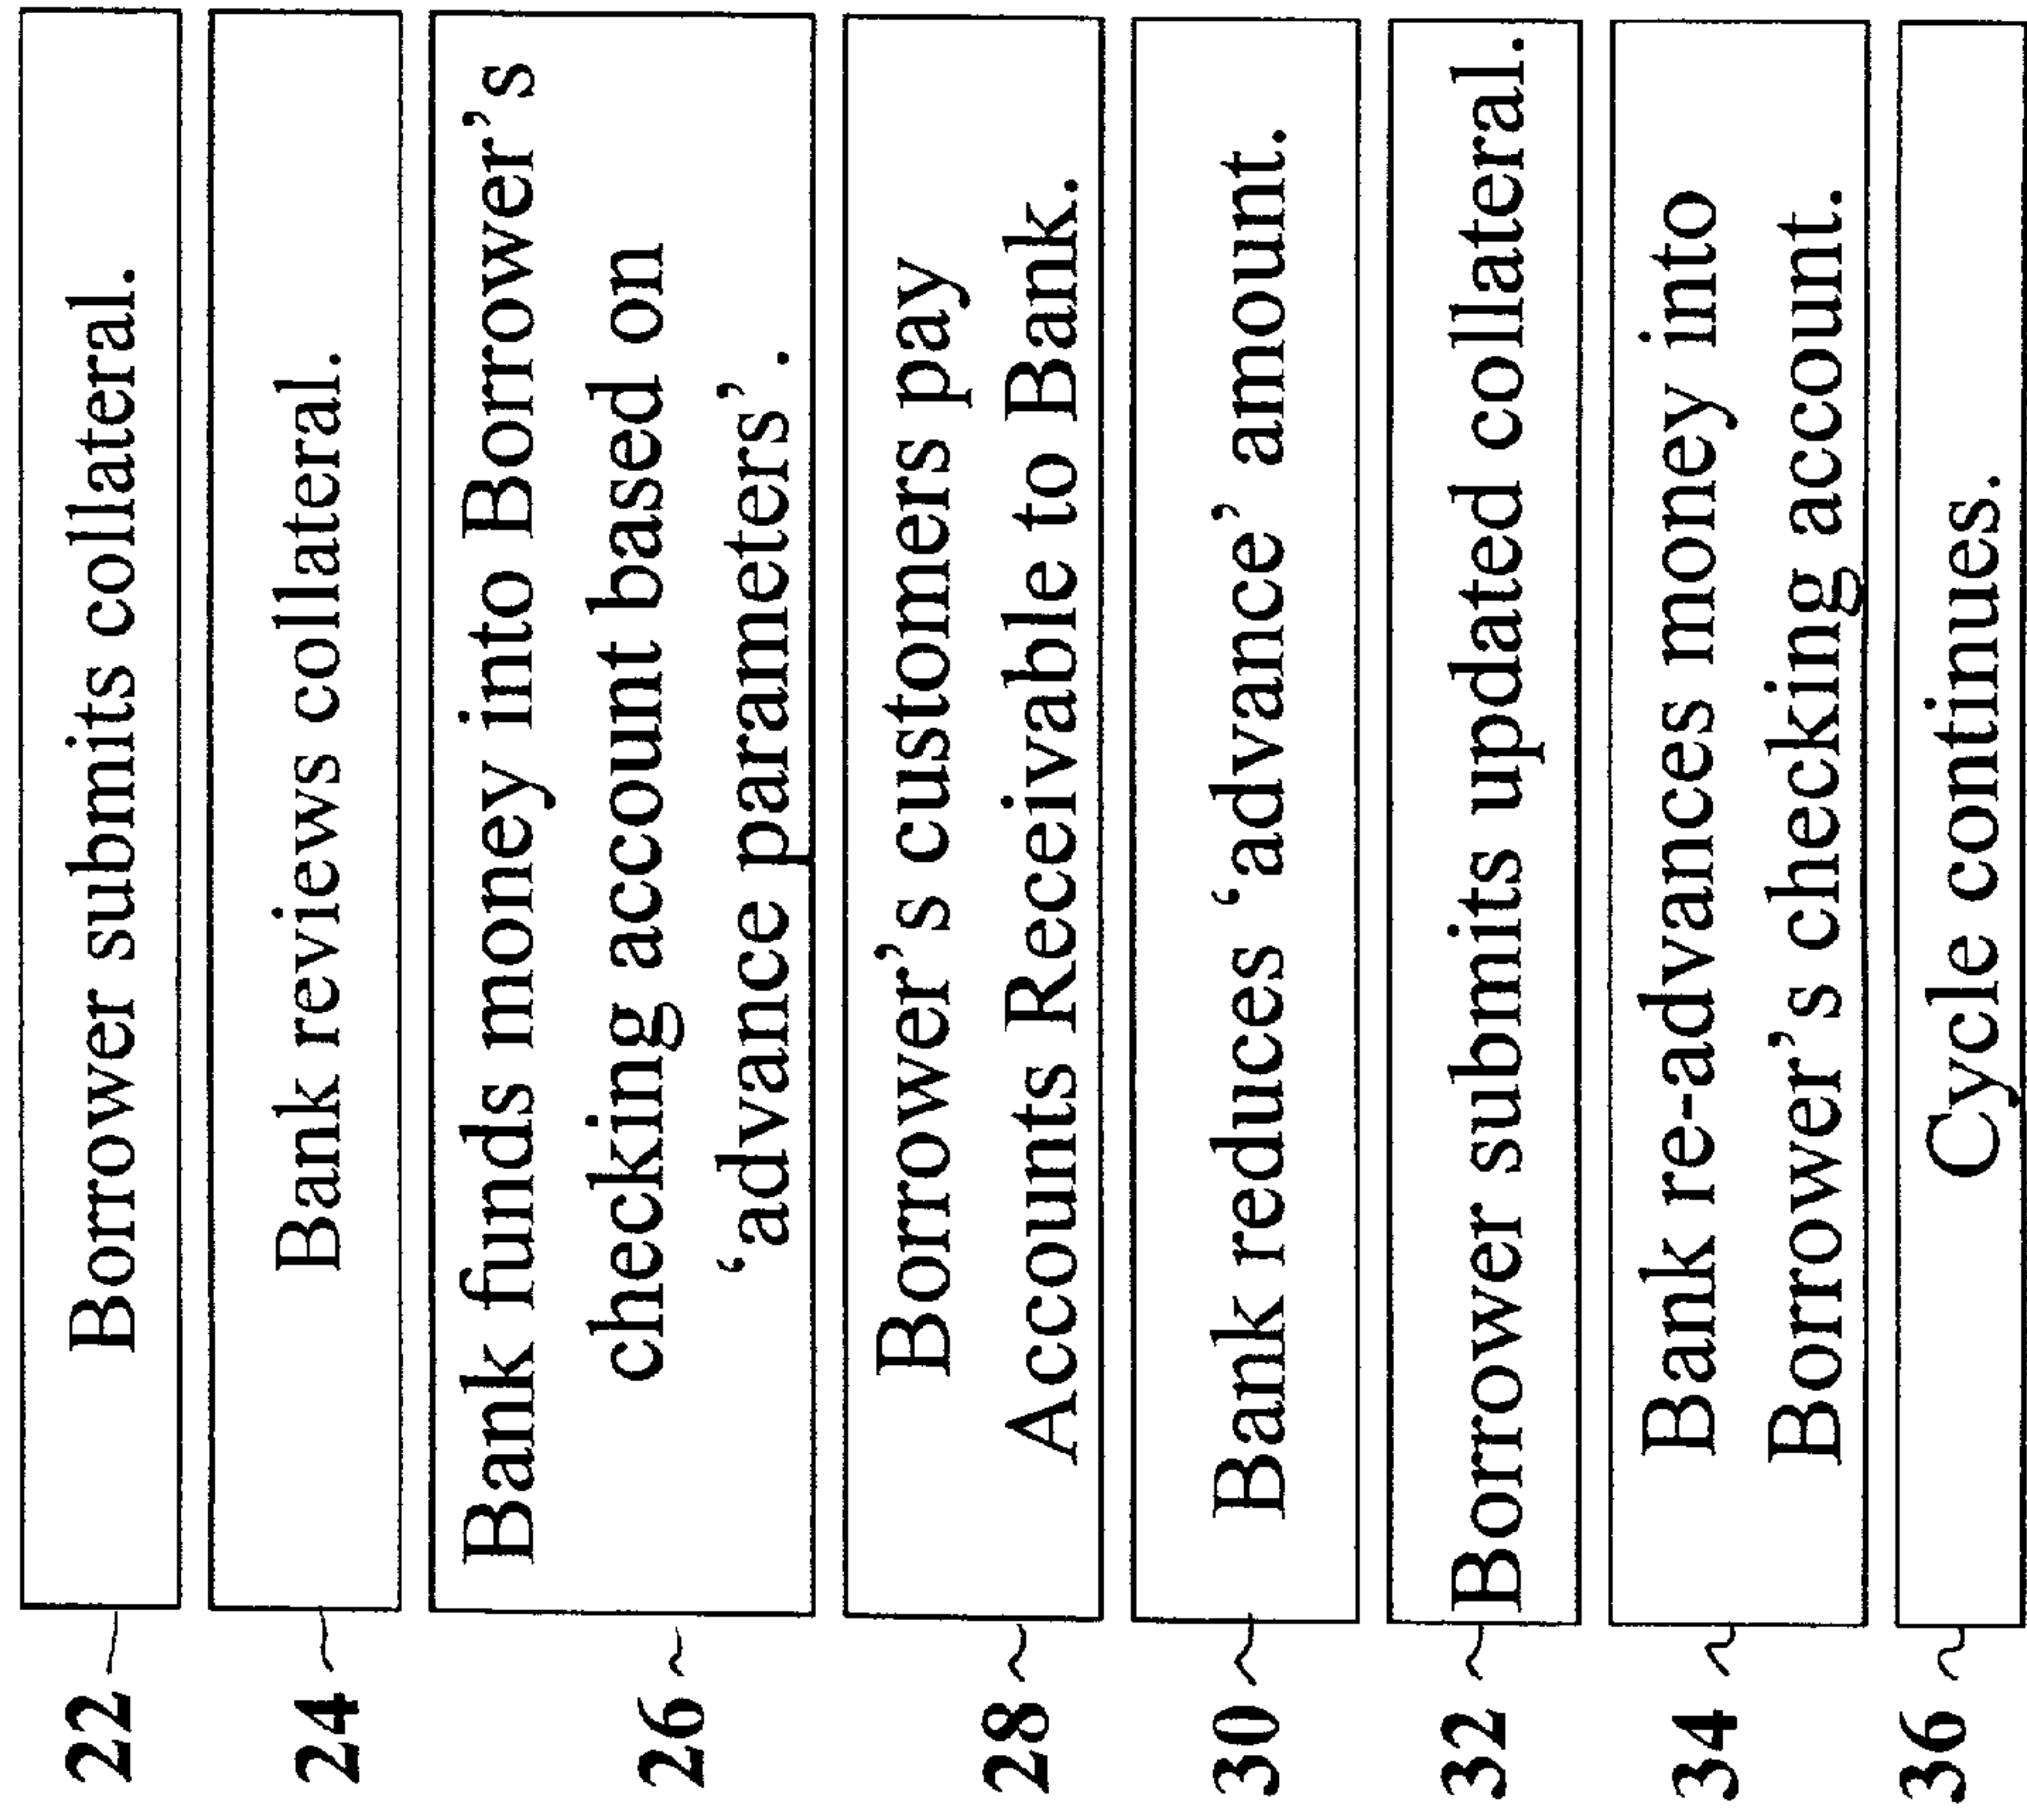 22 Borrower submits collateral.
24 Bank reviews collateral.
26 Bank funds money into Borrower's
checking account based on
‘advance parameters’.
28 Borrower’s customers pay
Accounts Receivable to Bank.
30 Bank reduces ‘advance’ amount.
32 Borrower submits updated collateral.
34 Bank re-advances money into
Borrower’s checking account.
36 Cycle continues.